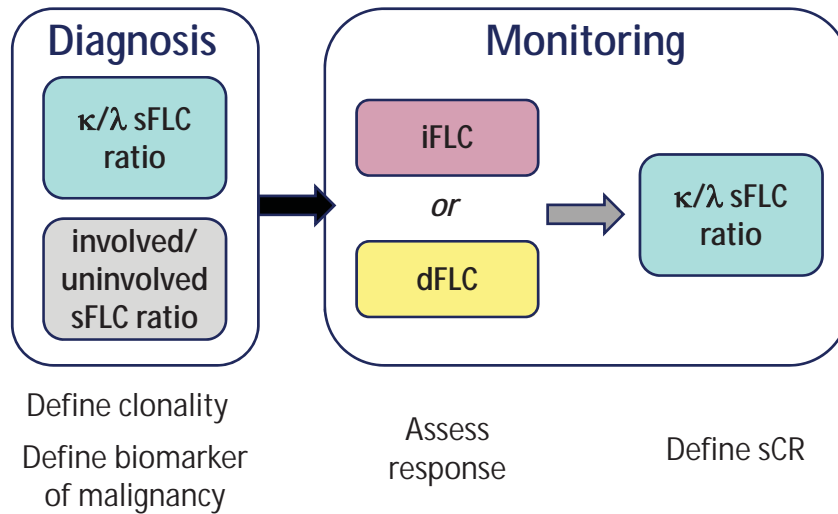 Diagnosis
κ/λ sFLC
ratio
involved/
uninvolved
sFLC ratio
Define clonality
Define biomarker
of malignancy
Monitoring
iFLC
or
dFLC
Assess
response
κ/λ sFLC
ratio
Define sCR